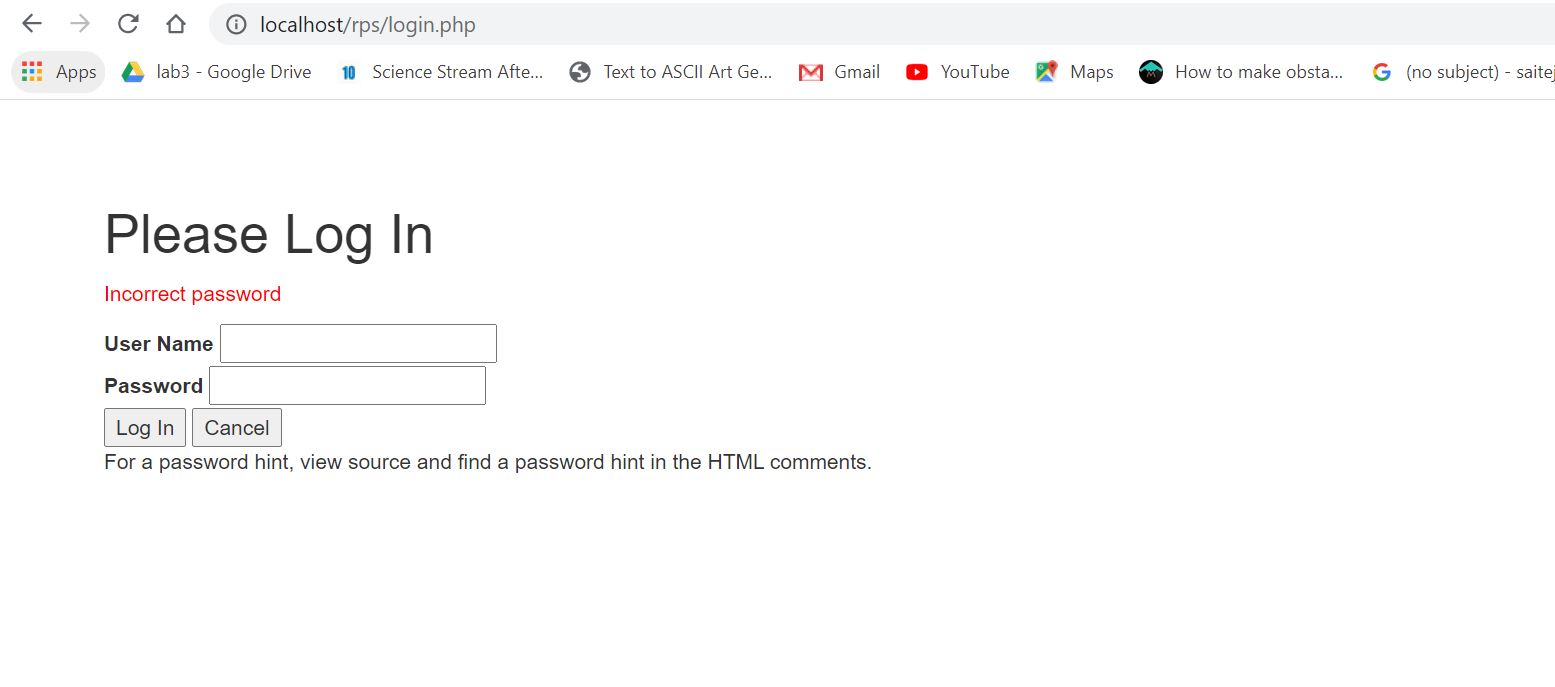 localhost/rps/login.php
Apps lab3 - Google Drive 10 Science Stream Afte... Text to ASCII Art Ge... Gmail YouTube Maps How to make obsta... (no subject) - saitej
Please Log In
Incorrect password
User Name
Password
Log In Cancel
For a password hint, view source and find a password hint in the HTML comments.